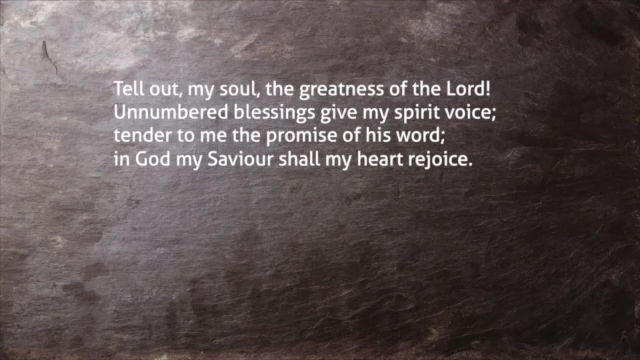 Tell out, my soul, the greatness of the Lord!
Unnumbered blessings give my spirit voice;
tender to me the promise of his word;
in God my Saviour shall my heart rejoice.